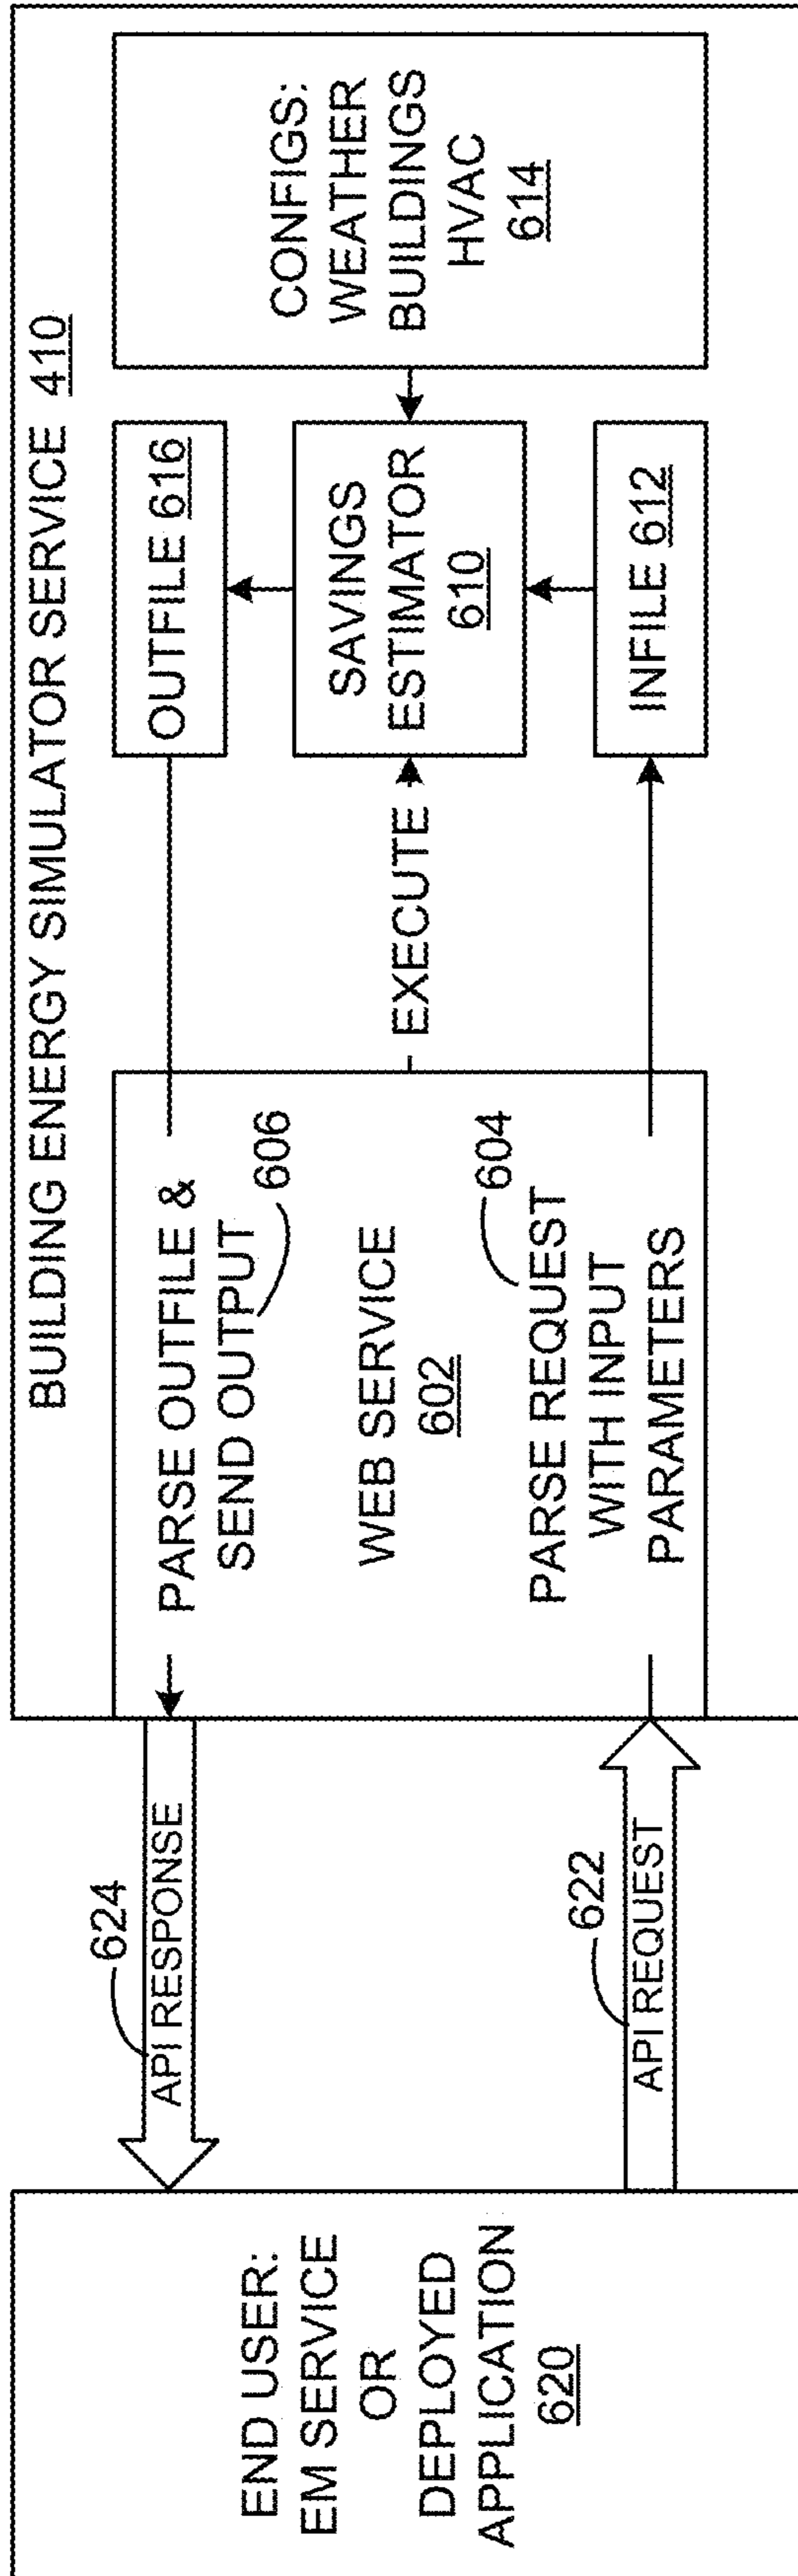 BUILDING ENERGY SIMULATOR SERVICE 410
END USER:
EM SERVICE
OR
DEPLOYED
APPLICATION
620
624
API RESPONSE
622
API REQUEST
PARSE OUTFILE &
SEND OUTPUT
606
WEB SERVICE
602
604
PARSE REQUEST
WITH INPUT
PARAMETERS
EXECUTE
OUTFILE 616
SAVINGS
ESTIMATOR
610
INFILE 612
CONFIGS:
WEATHER
BUILDINGS
HVAC
614